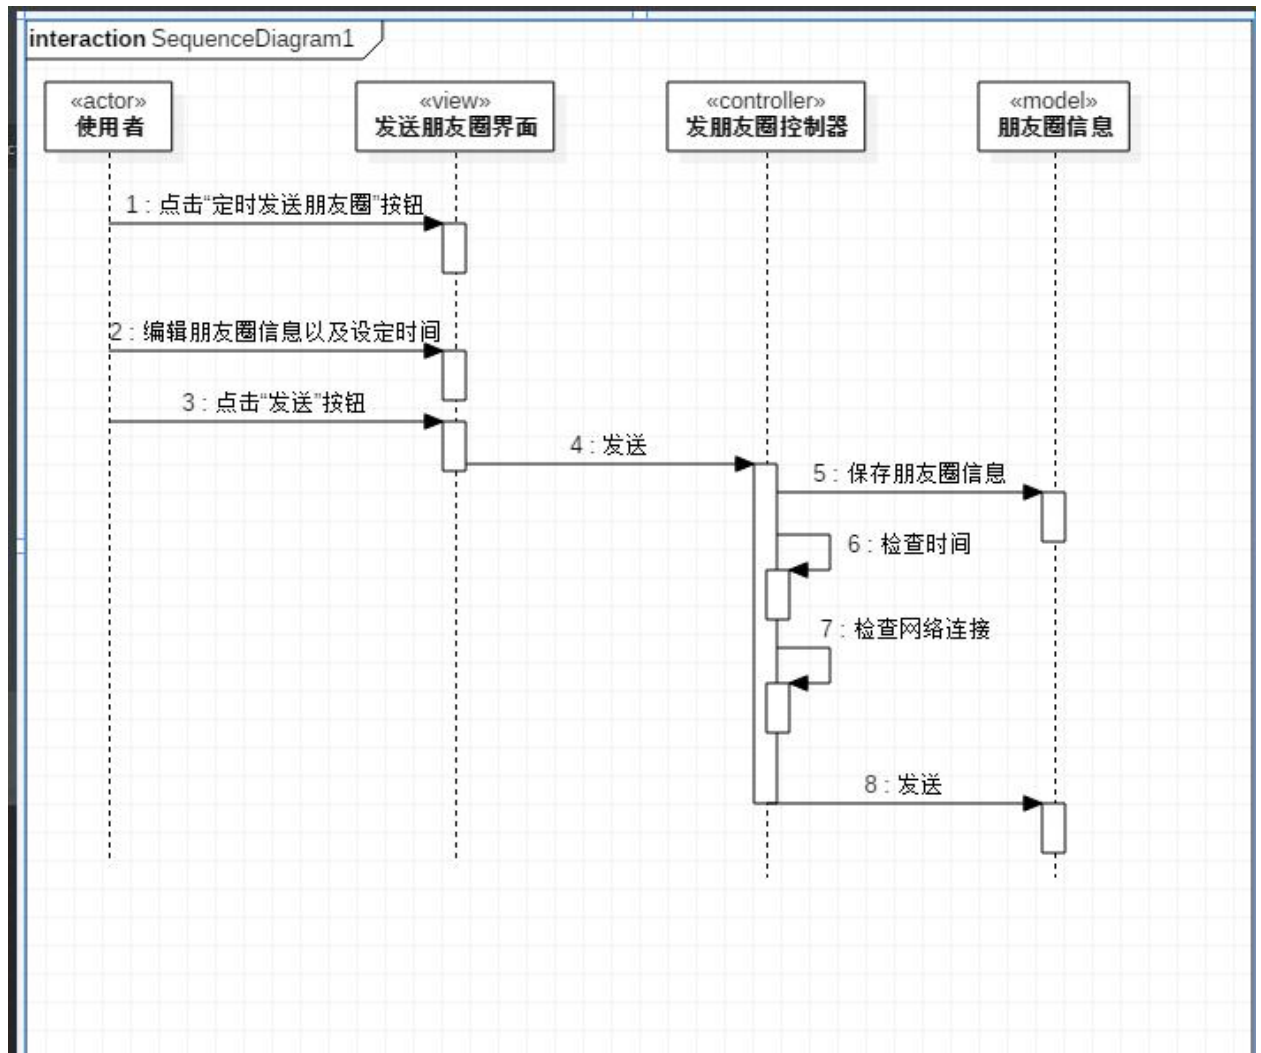 interaction SequenceDiagram1
«actor»
使用者
«view»
发送朋友圈界面
«controller»
发朋友圈控制器
«model»
朋友圈信息
1 : 点击“定时发送朋友圈”按钮
2 : 编辑朋友圈信息以及设定时间
3 : 点击“发送”按钮
4 : 发送
5 : 保存朋友圈信息
6 : 检查时间
7 : 检查网络连接
8 : 发送